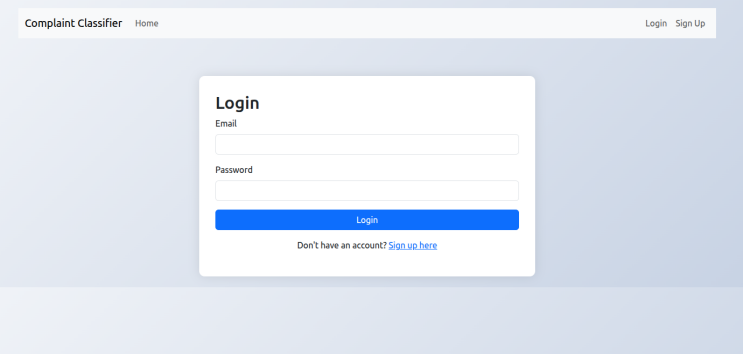 Complaint Classifier Home Login Sign Up
Login
Email
Password
Login
Don't have an account? Sign up here